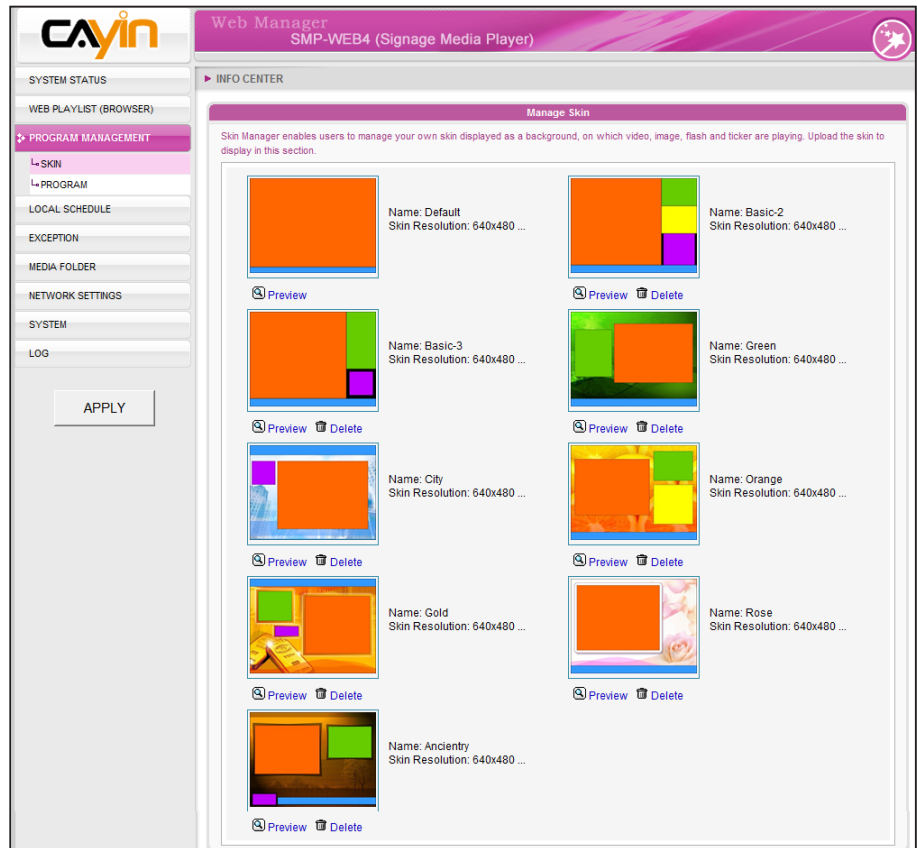 CAYIN
Web Manager
SMP-WEB4 (Signage Media Player)
SYSTEM STATUS
WEB PLAYLIST (BROWSER)
PROGRAM MANAGEMENT
SKIN
PROGRAM
LOCAL SCHEDULE
EXCEPTION
MEDIA FOLDER
NETWORK SETTINGS
SYSTEM
LOG
APPLY
INFO CENTER
Manage Skin
Skin Manager enables users to manage your own skin displayed as a background, on which video, image, flash and ticker are playing. Upload the skin to
display in this section.
Name: Default
Skin Resolution: 640x480 ...
Preview
Name: Basic-2
Skin Resolution: 640x480 ...
Preview Delete
Name: Basic-3
Skin Resolution: 640x480 ...
Preview Delete
Name: Green
Skin Resolution: 640x480 ...
Preview Delete
Name: City
Skin Resolution: 640x480 ...
Preview Delete
Name: Orange
Skin Resolution: 640x480 ...
Preview Delete
Name: Gold
Skin Resolution: 640x480 ...
Preview Delete
Name: Rose
Skin Resolution: 640x480 ...
Preview Delete
Name: Ancientry
Skin Resolution: 640x480 ...
Preview Delete